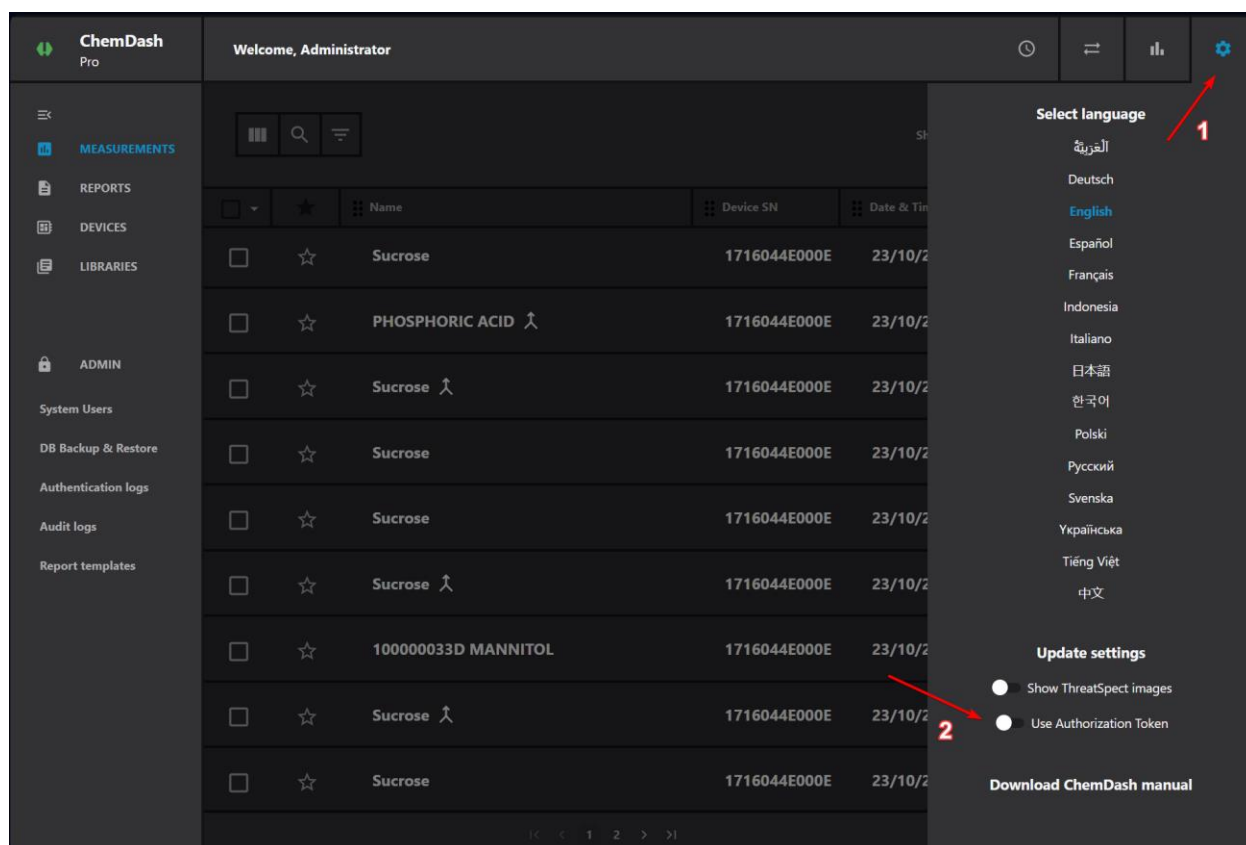 ChemDash
Pro
Welcome, Administrator
MEASUREMENTS
REPORTS
DEVICES
LIBRARIES
ADMIN
System Users
DB Backup & Restore
Authentication logs
Audit logs
Report templates
Name Device SN Date & Tim
Sucrose 1716044E000E 23/10/2
PHOSPHORIC ACID 1716044E000E 23/10/2
Sucrose 1716044E000E 23/10/2
Sucrose 1716044E000E 23/10/2
Sucrose 1716044E000E 23/10/2
Sucrose 1716044E000E 23/10/2
100000033D MANNITOL 1716044E000E 23/10/2
Sucrose 1716044E000E 23/10/2
Sucrose 1716044E000E 23/10/2
1 2
Select language
1
اَلْعَرَبِيَّةُ
Deutsch
English
Español
Français
Indonesia
Italiano
日本語
한국어
Polski
Русский
Svenska
Українська
Tiếng Việt
中文
Update settings
Show ThreatSpect images
2 Use Authorization Token
Download ChemDash manual